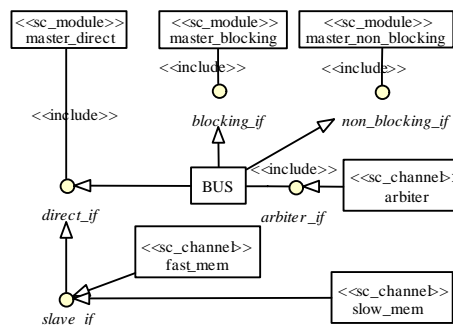 <<sc_module>>
master_direct
<<sc_module>>
master_blocking
<<sc_module>>
master_non_blocking
<<include>>
<<include>>
<<include>>
blocking_if
non_blocking_if
BUS
<<include>>
<<sc_channel>>
arbiter
direct_if
arbiter_if
<<sc_channel>>
fast_mem
<<sc_channel>>
slow_mem
slave_if